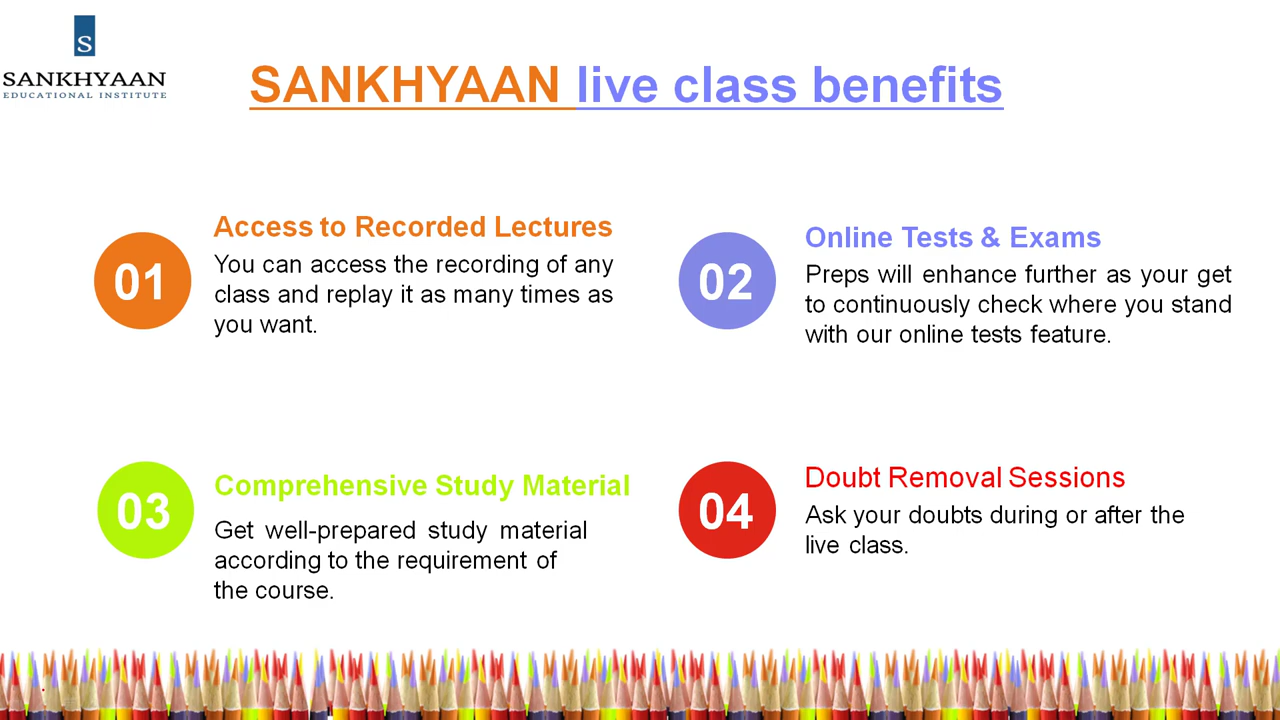 S
SANKHYAAN
EDUCATIONAL INSTITUTE
SANKHYAAN live class benefits
01
Access to Recorded Lectures
You can access the recording of any
class and replay it as many times as
you want.
02
Online Tests & Exams
Preps will enhance further as your get
to continuously check where you stand
with our online tests feature.
03
Comprehensive Study Material
Get well-prepared study material
according to the requirement of
the course.
04
Doubt Removal Sessions
Ask your doubts during or after the
live class.